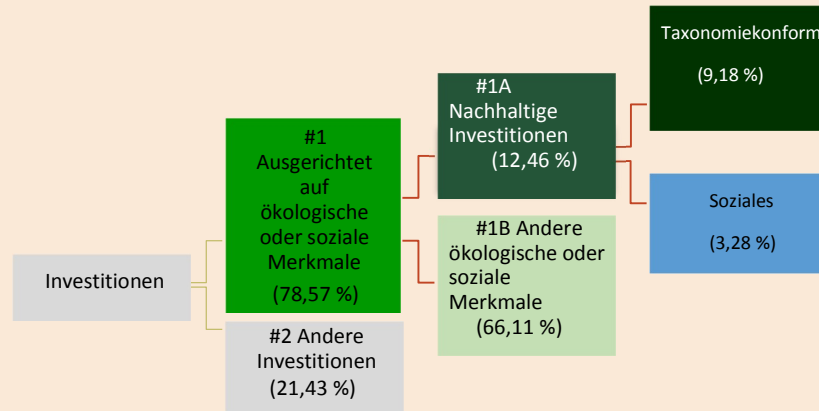 Investitionen
#1
Ausgerichtet
auf
ökologische
oder soziale
Merkmale
(78,57 %)
#2 Andere
Investitionen
(21,43 %)
#1A
Nachhaltige
Investitionen
(12,46 %)
#1B Andere
ökologische oder
soziale
Merkmale
(66,11 %)
Taxonomiekonform
(9,18 %)
Soziales
(3,28 %)